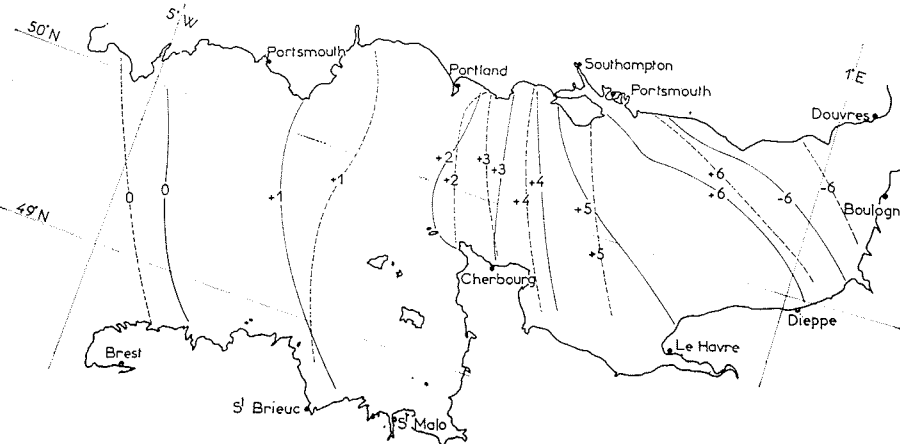 5°W
50°N
Portsmouth
Portland
Southampton
Portsmouth
1°E
Douvres
+2
+3
+3
+2
+1
+1
+4
+4
0
0
+6
+6
-6
-6
+5
+5
Boulogn
49°N
Cherbourg
Dieppe
Le Havre
Brest
St Brieuc
St Malo